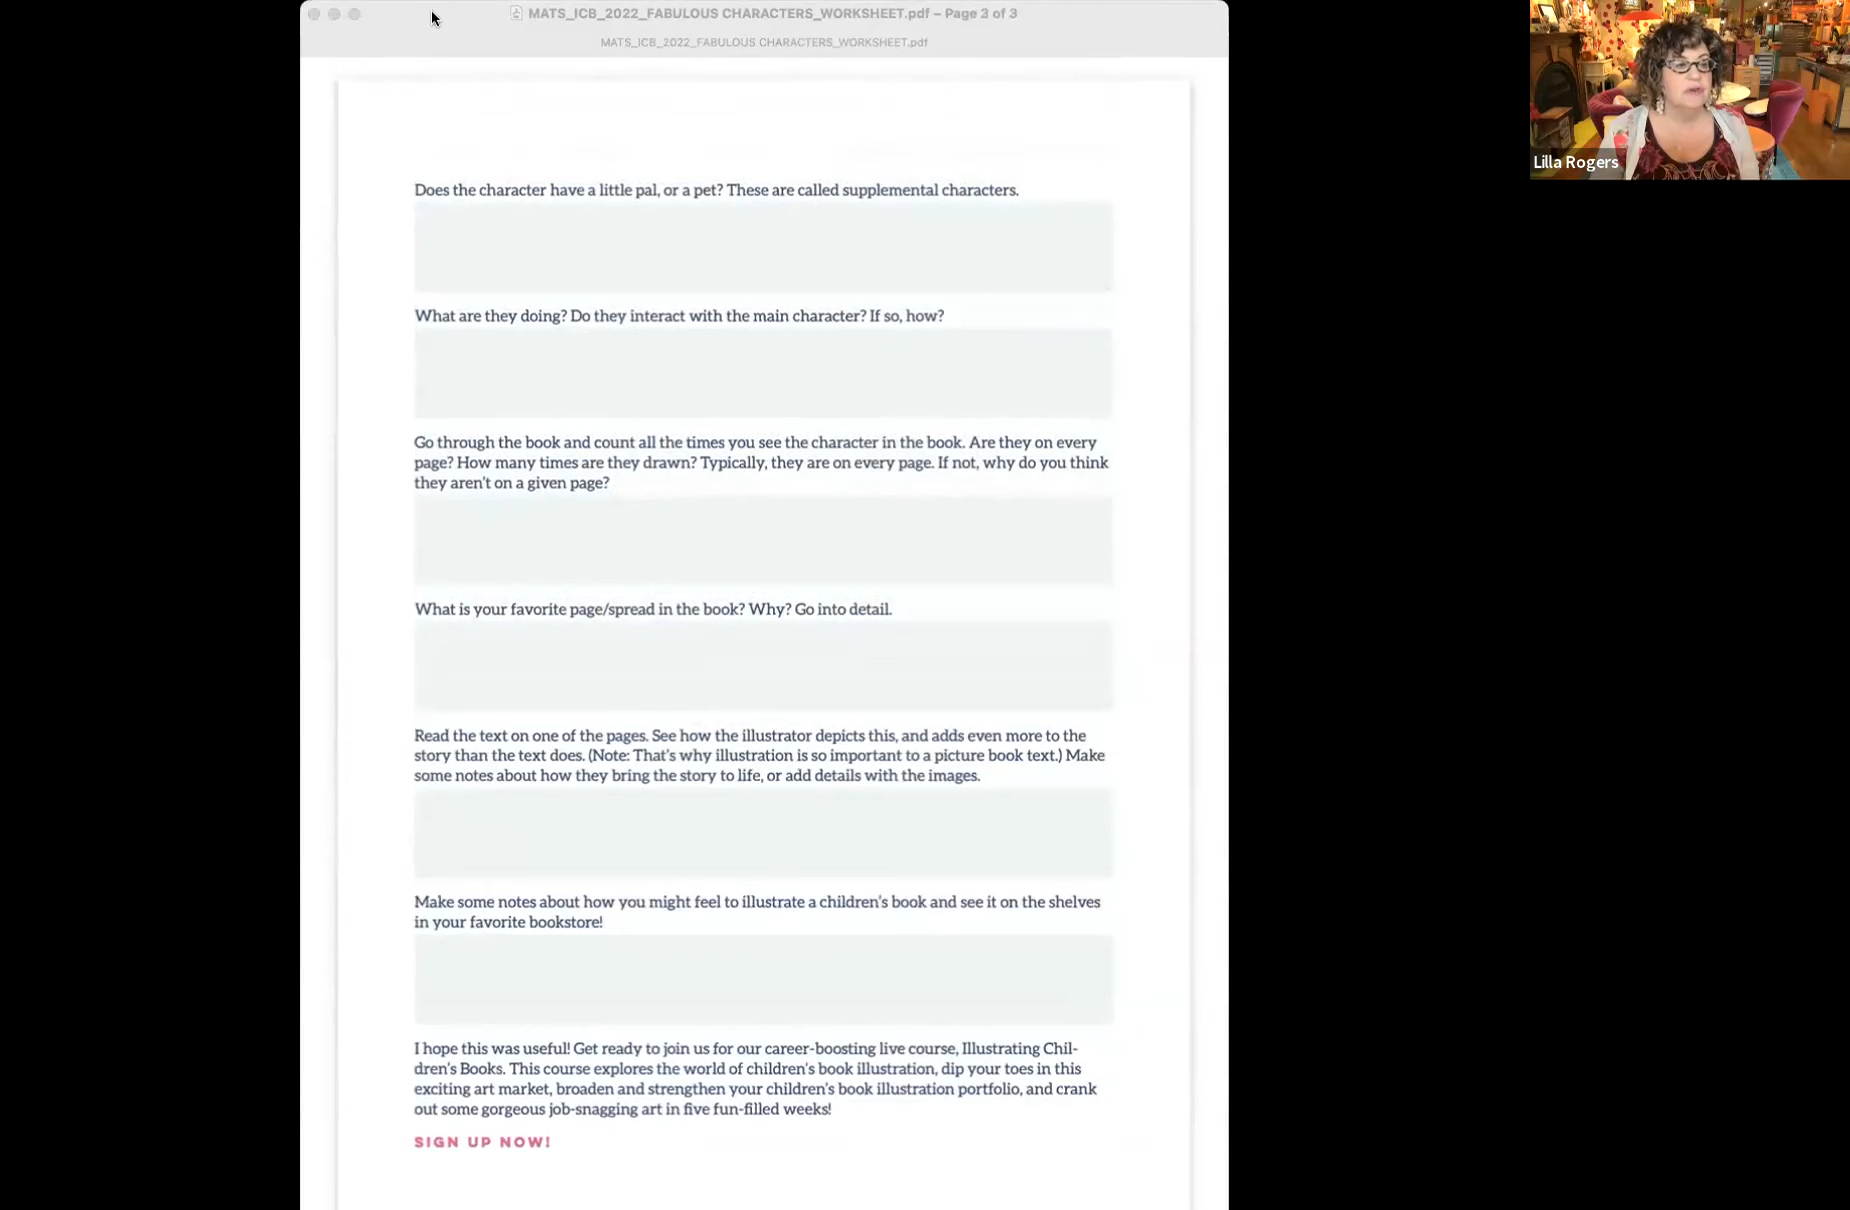 MATS_ICB_2022_FABULOUS CHARACTERS_WORKSHEET.pdf – Page 2 of 3
MATS_ICB_2022_FABULOUS CHARACTERS_WORKSHEET.pdf
Lilla Rogers
Does the character have a little pal, or a pet? These are called supplemental characters.
What are they doing? Do they interact with the main character? If so, how?
Go through the book and count all the times you see the character in the book. Are they on every
page? How many times are they drawn? Typically, they are on every page. If not, why do you think
they aren't on a given page?
What is your favorite page/spread in the book? Why? Go into detail.
Read the text on one of the pages. See how the illustrator depicts this, and adds even more to the
story than the text does. (Note: That's why illustration is so important to a picture book text.) Make
some notes about how they bring the story to life, or add details with the images.
Make some notes about how you might feel to illustrate a children's book and see it on the shelves
in your favorite bookstore!
I hope this was useful! Get ready to join us for our career-boosting live course, Illustrating Chil-
dren's Books. This course explores the world of children's book illustration, dip your toes in this
exciting art market, broaden and strengthen your children's book illustration portfolio, and crank
out some gorgeous job-snagging art in five fun-filled weeks!
SIGN UP NOW!